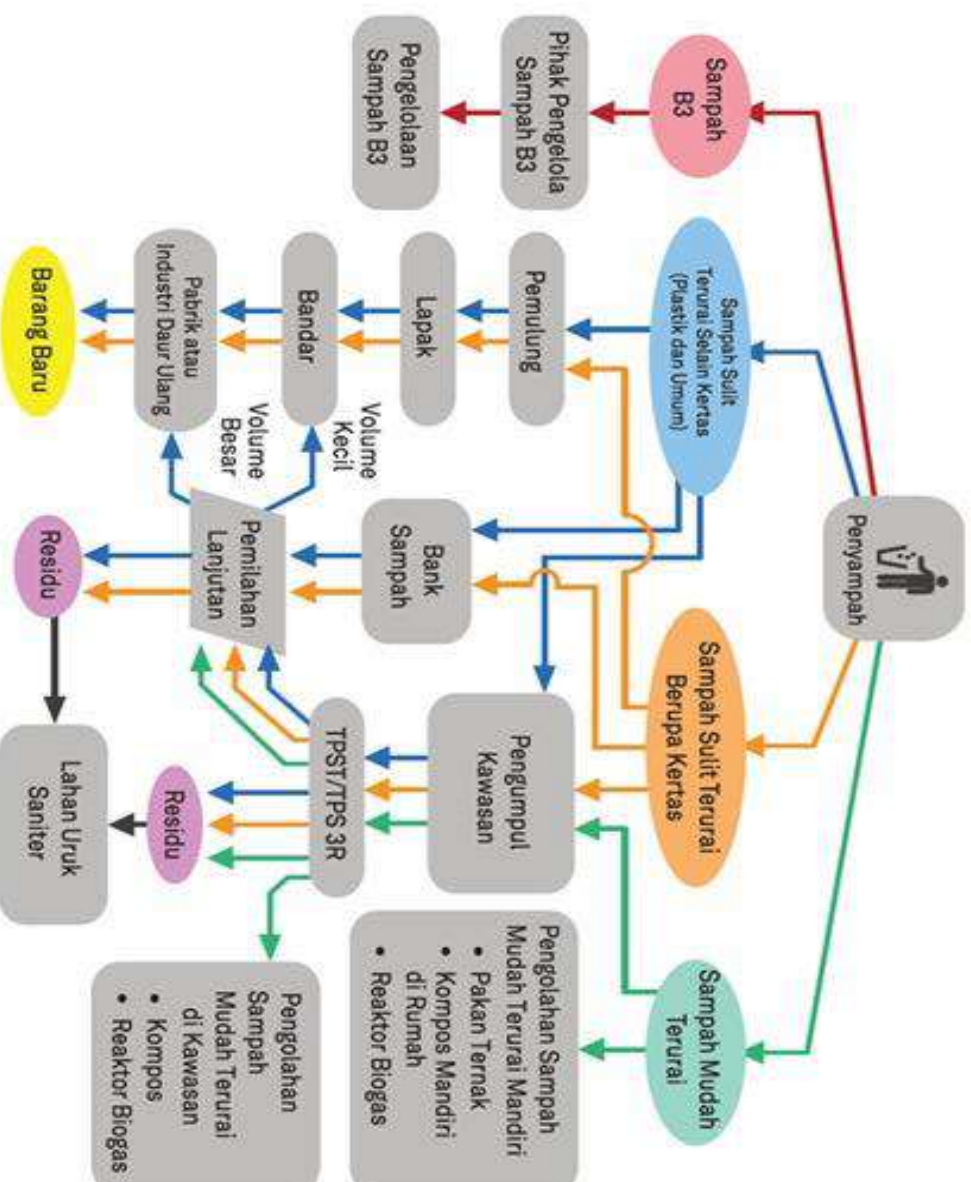 Penyampah
Sampah
B3
Sampah Sulit
Terurai Selain Kertas
(Plastik dan Umum)
Sampah Sulit Terurai
Berupa Kertas
Sampah Mudah
Terurai
Pihak Pengelola
Sampah B3
Pengelolaan
Sampah B3
Pemulung
Lapak
Bandar
Pabrik atau
Industri Daur Ulang
Barang Baru
Bank
Sampah
Volume
Kecil
Volume
Besar
Pemilahan
Lanjutan
Residu
Pengumpul
Kawasan
TPST/TPS 3R
Residu
Lahan Uruk
Saniter
Pengolahan Sampah
Mudah Terurai Mandiri
• Pakan Ternak
• Kompos Mandiri
di Rumah
• Reaktor Biogas
Pengolahan
Sampah
Mudah Terurai
di Kawasan
• Kompos
• Reaktor Biogas